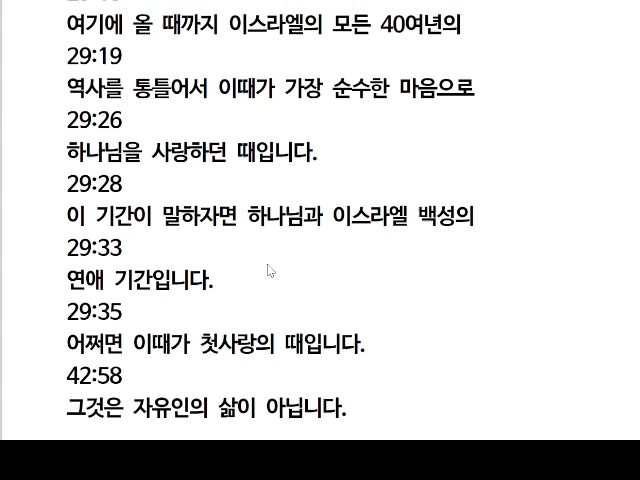 여기에 올 때까지 이스라엘의 모든 40여년의
29:19
역사를 통틀어서 이때가 가장 순수한 마음으로
29:26
하나님을 사랑하던 때입니다.
29:28
이 기간이 말하자면 하나님과 이스라엘 백성의
29:33
연애 기간입니다.
29:35
어쩌면 이때가 첫사랑의 때입니다.
42:58
그것은 자유인의 삶이 아닙니다.